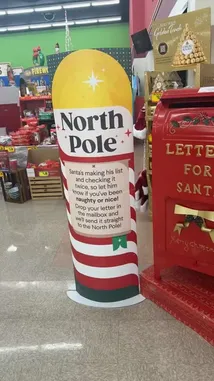 North
Pole
Santa's making his list
and checking it
twice, so let him
know if you've been
naughty or nice!
Drop your letter in
the mailbox and
we'll send it straight
to the North Pole!
LETTE
FOR
SANT